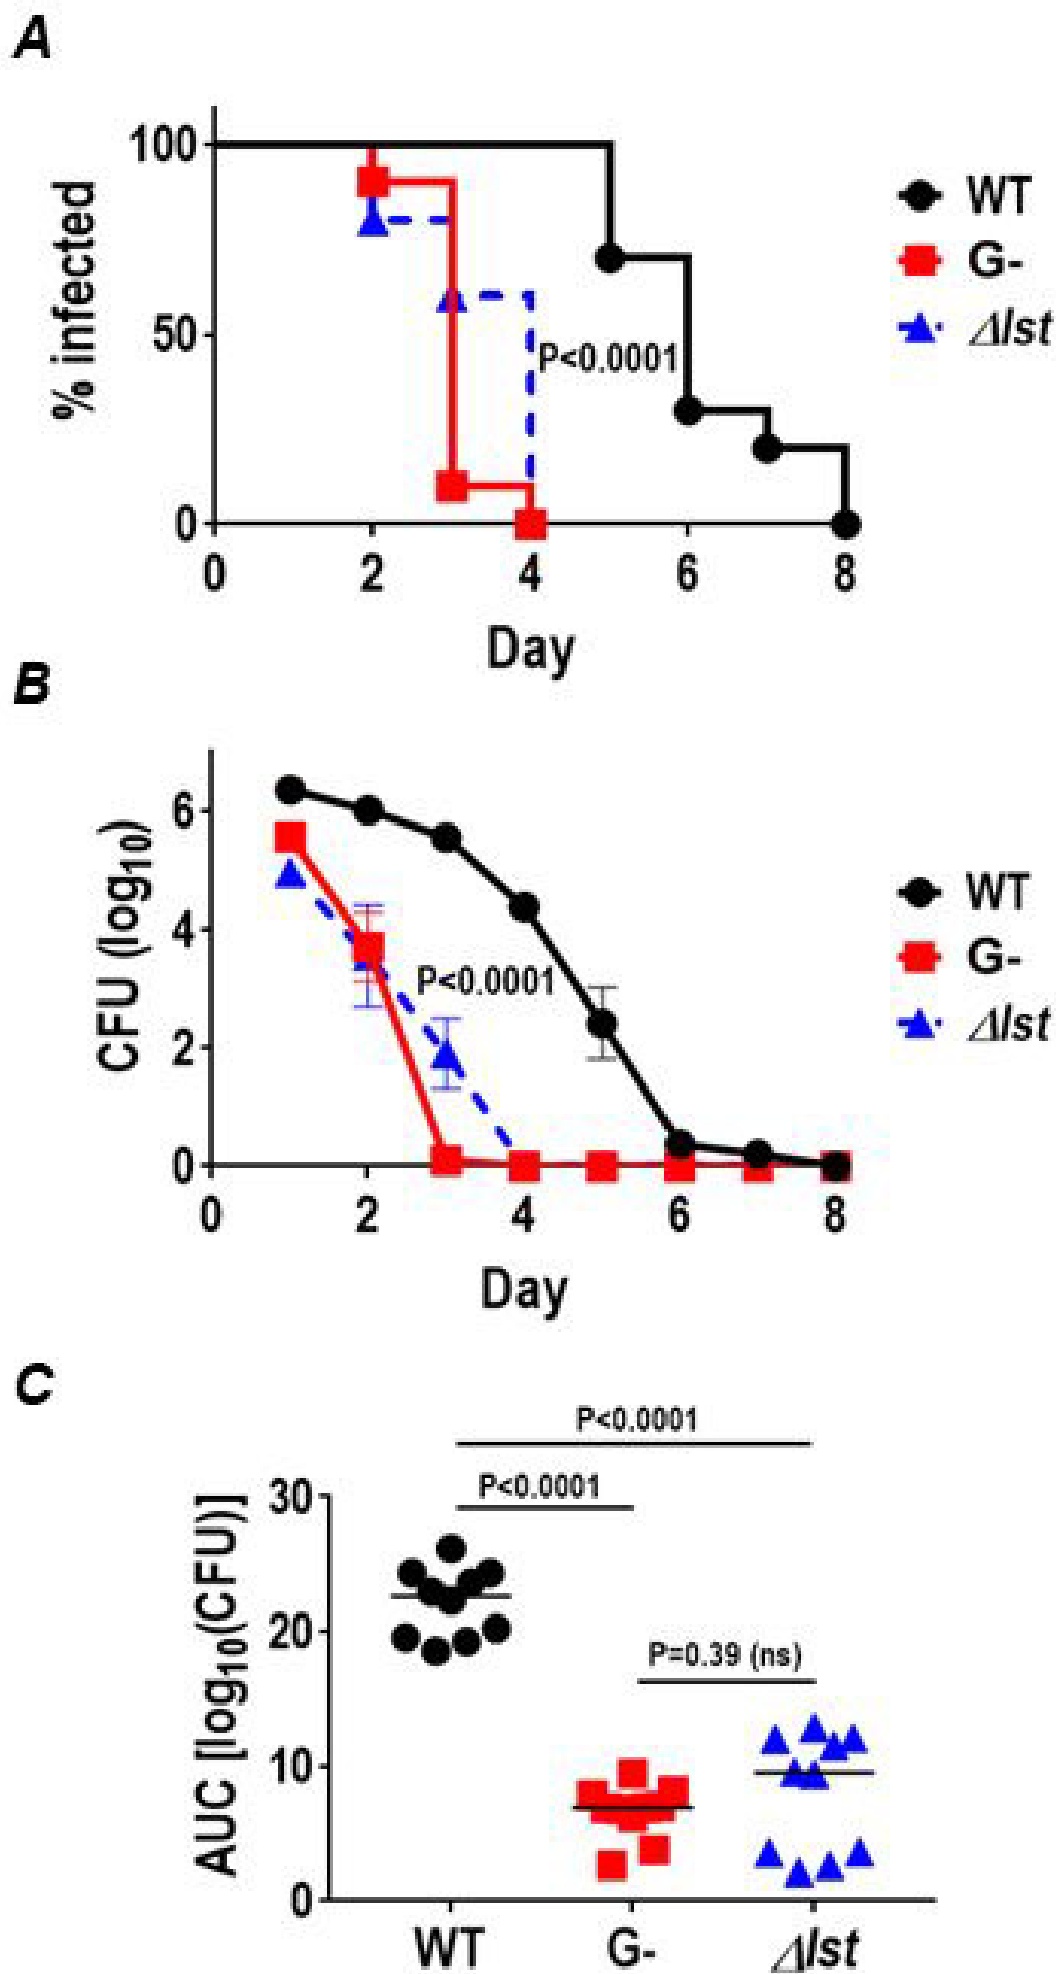 A
100
50
0
% infected
0 2 4 6 8
Day
P<0.0001
WT
G-
Δlst
B
6
4
2
0
CFU (log10)
0 2 4 6 8
Day
P<0.0001
WT
G-
Δlst
C
P<0.0001
P<0.0001
P=0.39 (ns)
30
20
10
0
AUC [log10(CFU)]
WT G- Δlst